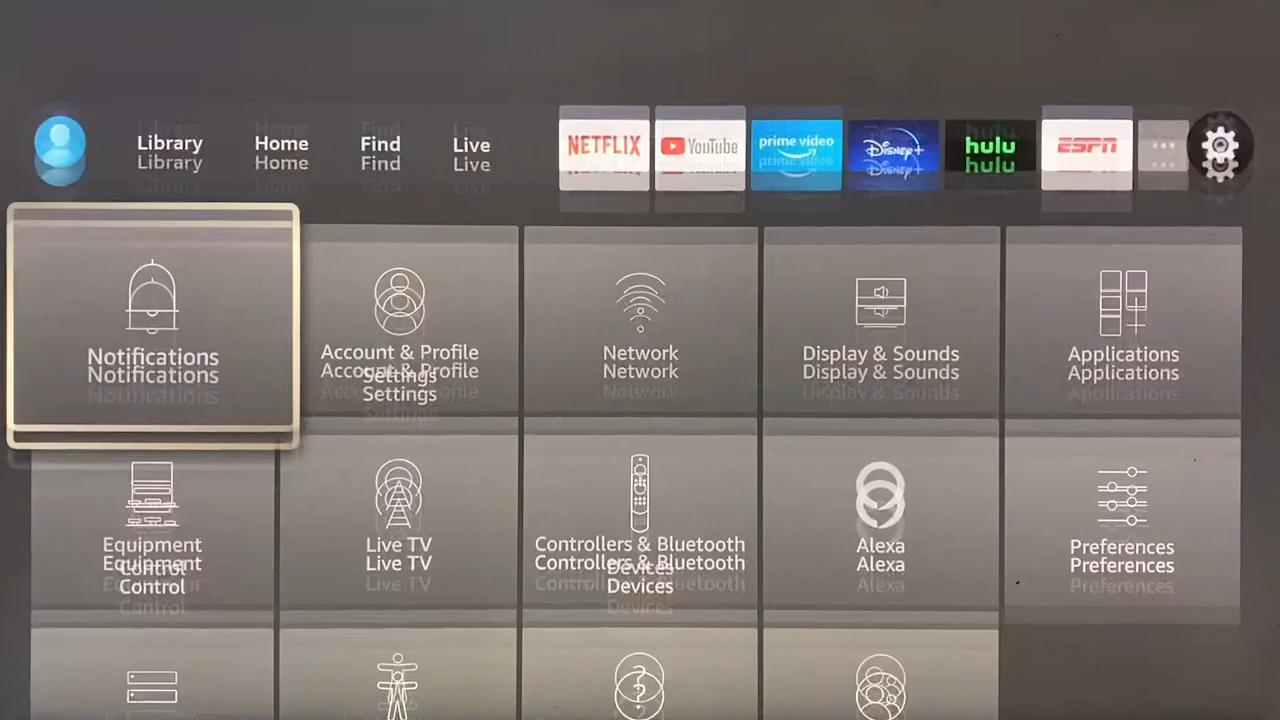 Library
Home
Find
Live
NETFLIX
YouTube
prime video
Disney+
hulu
ESPN
Notifications
Account & Profile
Settings
Network
Display & Sounds
Applications
Equipment
Control
Live TV
Controllers & Bluetooth
Devices
Alexa
Preferences